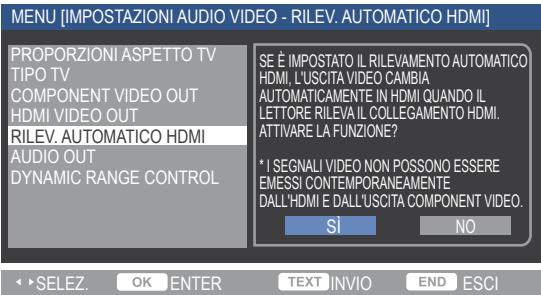 MENU [IMPOSTAZIONI AUDIO VIDEO - RILEV. AUTOMATICO HDMI]
PROPORZIONI ASPETTO TV
TIPO TV
COMPONENT VIDEO OUT
HDMI VIDEO OUT
RILEV. AUTOMATICO HDMI
AUDIO OUT
DYNAMIC RANGE CONTROL
SE È IMPOSTATO IL RILEVAMENTO AUTOMATICO
HDMI, L'USCITA VIDEO CAMBIA
AUTOMATICAMENTE IN HDMI QUANDO IL
LETTORE RILEVA IL COLLEGAMENTO HDMI.
ATTIVARE LA FUNZIONE?
* I SEGNALI VIDEO NON POSSONO ESSERE
EMESSI CONTEMPORANEAMENTE
DALL'HDMI E DALL'USCITA COMPONENT VIDEO.
SÌ NO
SELEZ. OK ENTER TEXT INVIO END ESCI